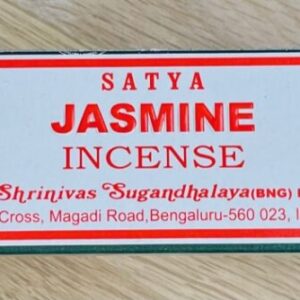 SATYA
JASMINE
INCENSE
Shrinivas Sugandhalaya(BNG)
Cross, Magadi Road,Bengaluru-560 023,